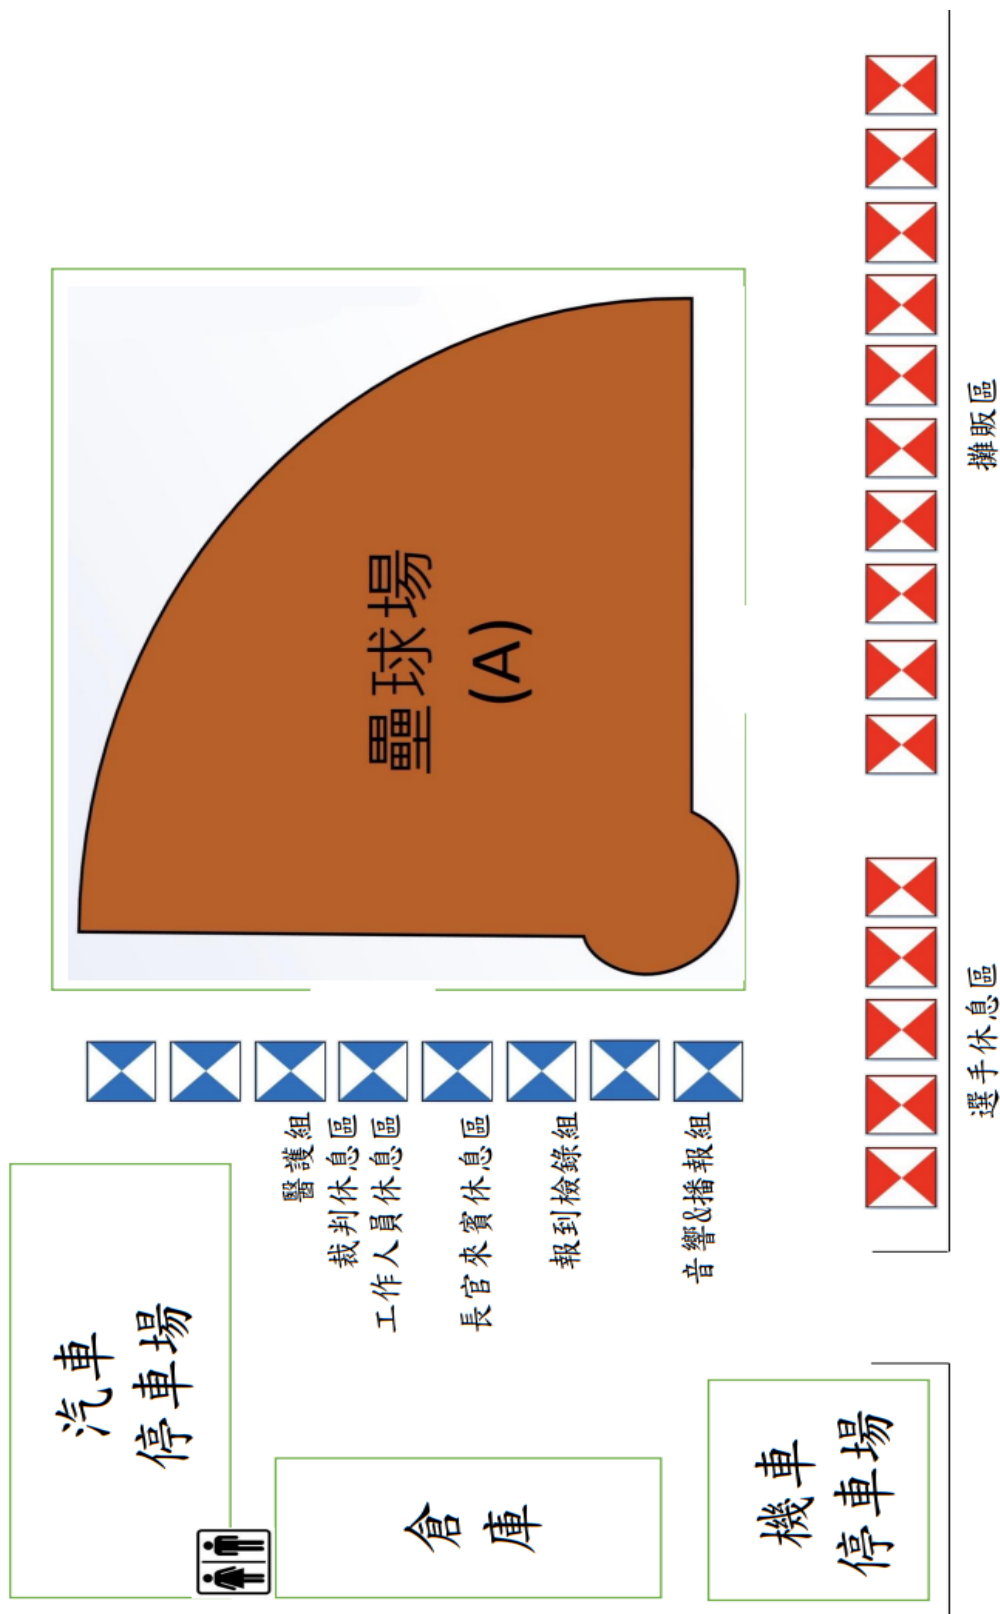 汽車
停車場
倉庫
機車
停車場
醫護組
裁判休息區
工作人員休息區
長官來賓休息區
報到檢錄組
音響&播報組
壘球場
(A)
選手休息區
攤販區